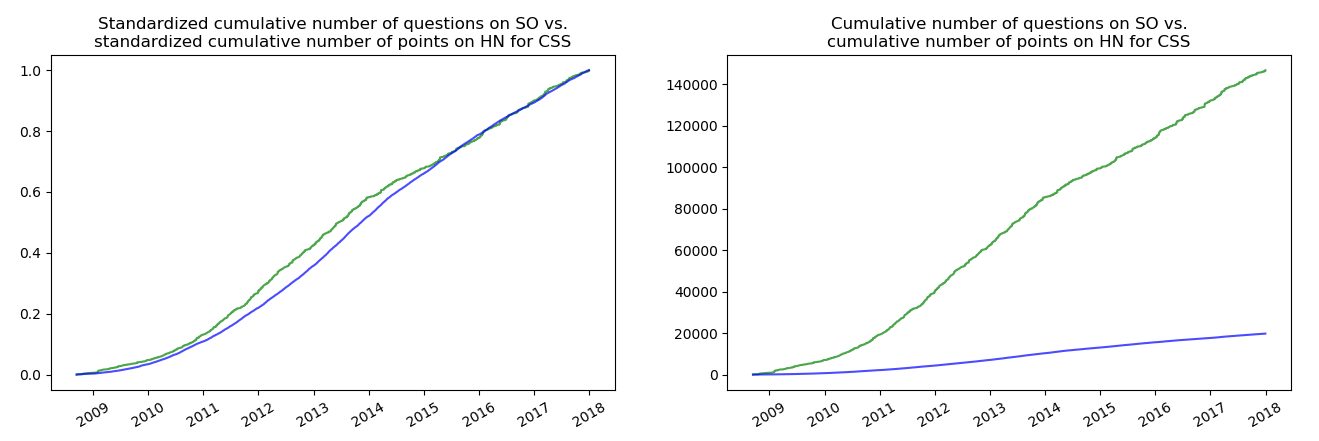 Standardized cumulative number of questions on SO vs.
standardized cumulative number of points on HN for CSS
1.0
0.8
0.6
0.4
0.2
0.0
2009 2010 2011 2012 2013 2014 2015 2016 2017 2018
Cumulative number of questions on SO vs.
cumulative number of points on HN for CSS
140000
120000
100000
80000
60000
40000
20000
0
2009 2010 2011 2012 2013 2014 2015 2016 2017 2018